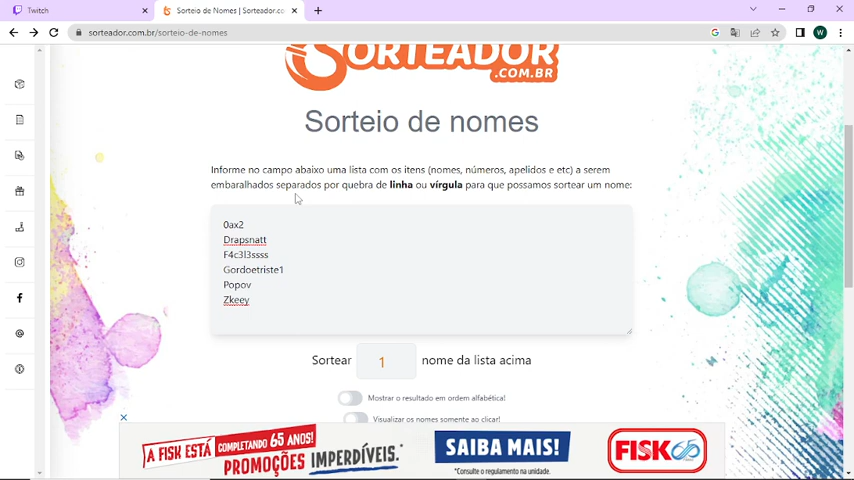 Twitch
Sorteio de Nomes | Sorteador.co
sorteador.com.br/sorteio-de-nomes
W
SORTEADOR
.COM.BR
Sorteio de nomes
Informe no campo abaixo uma lista com os itens (nomes, números, apelidos e etc) a serem
embaralhados separados por quebra de linha ou vírgula para que possamos sortear um nome:
0ax2
Drapsnatt
F4c3l3ssss
Gordoetriste1
Popov
Zkeey
Sortear 1 nome da lista acima
Mostrar o resultado em ordem alfabética!
Visualizar os nomes somente ao clicar!
A FISK ESTÁ COMPLETANDO 65 ANOS!
PROMOÇÕES IMPERDÍVEIS.*
SAIBA MAIS!
*Consulte o regulamento na unidade.
FISK 65